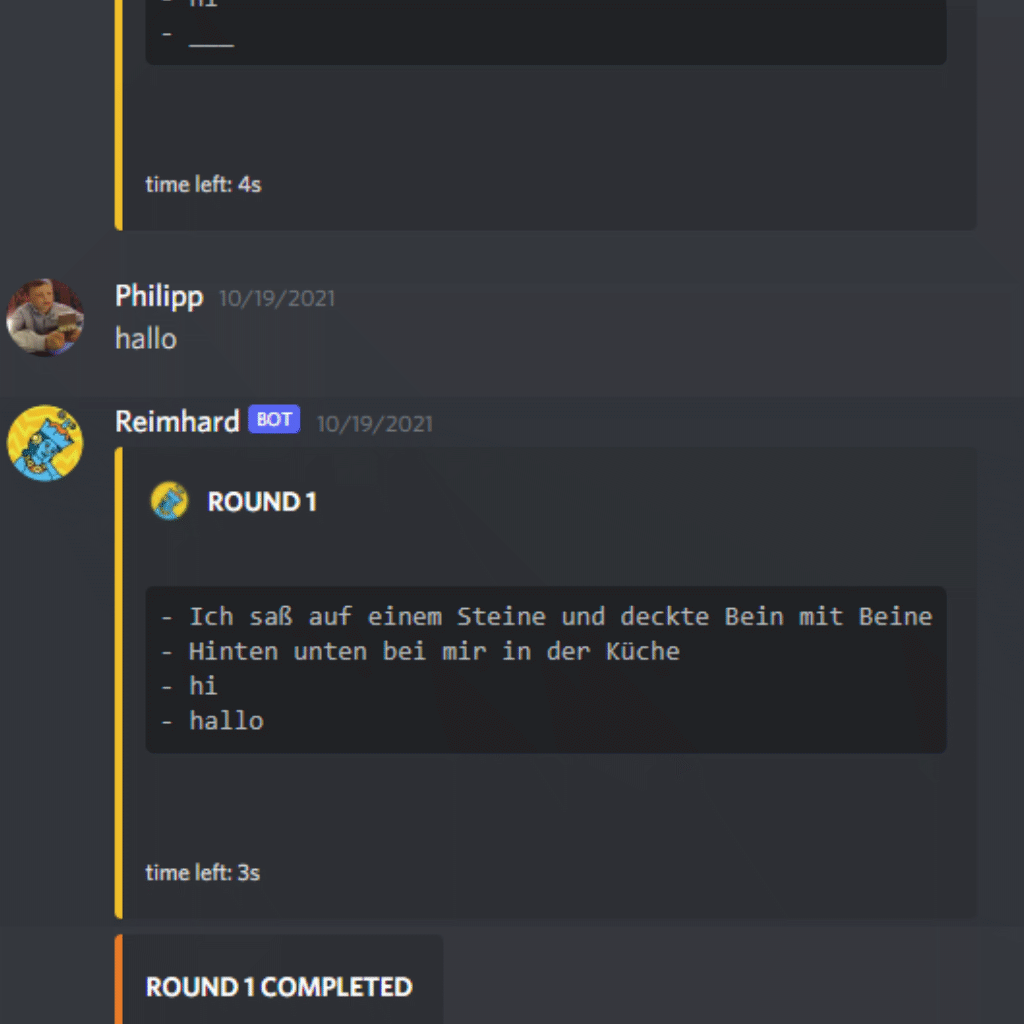 - hi
- ___
time left: 4s
Philipp 10/19/2021
hallo
Reimhard BOT 10/19/2021
ROUND 1
- Ich saß auf einem Steine und deckte Bein mit Beine
- Hinten unten bei mir in der Küche
- hi
- hallo
time left: 3s
ROUND 1 COMPLETED